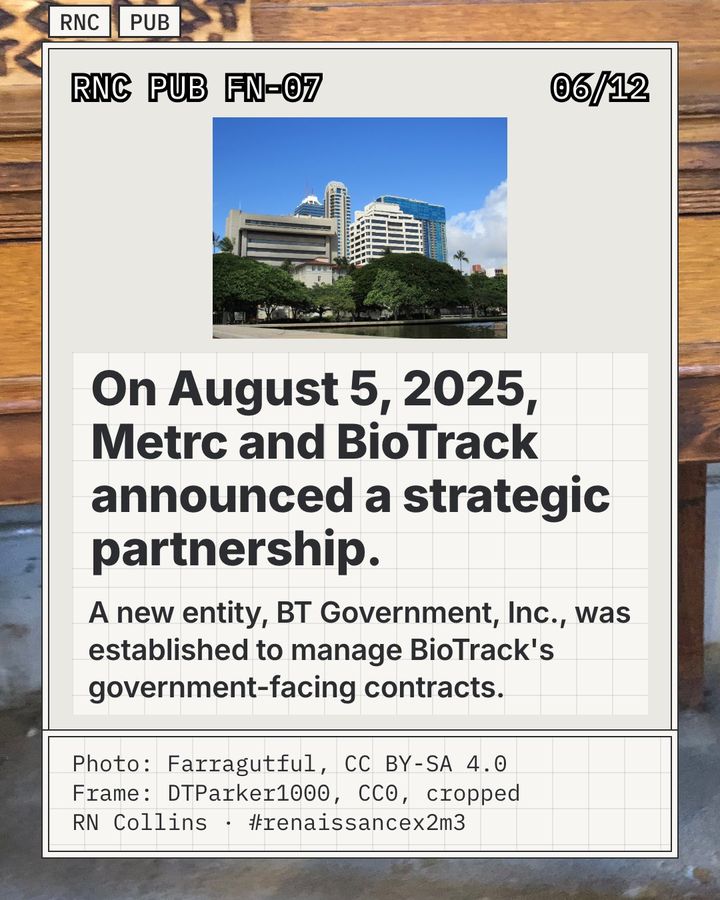 RNC PUB
RNC PUB FN-07 06/12
On August 5, 2025,
Metrc and BioTrack
announced a strategic
partnership.
A new entity, BT Government, Inc., was
established to manage BioTrack's
government-facing contracts.
Photo: Farragutful, CC BY-SA 4.0
Frame: DTParker1000, CC0, cropped
RN Collins · #renaissancex2m3